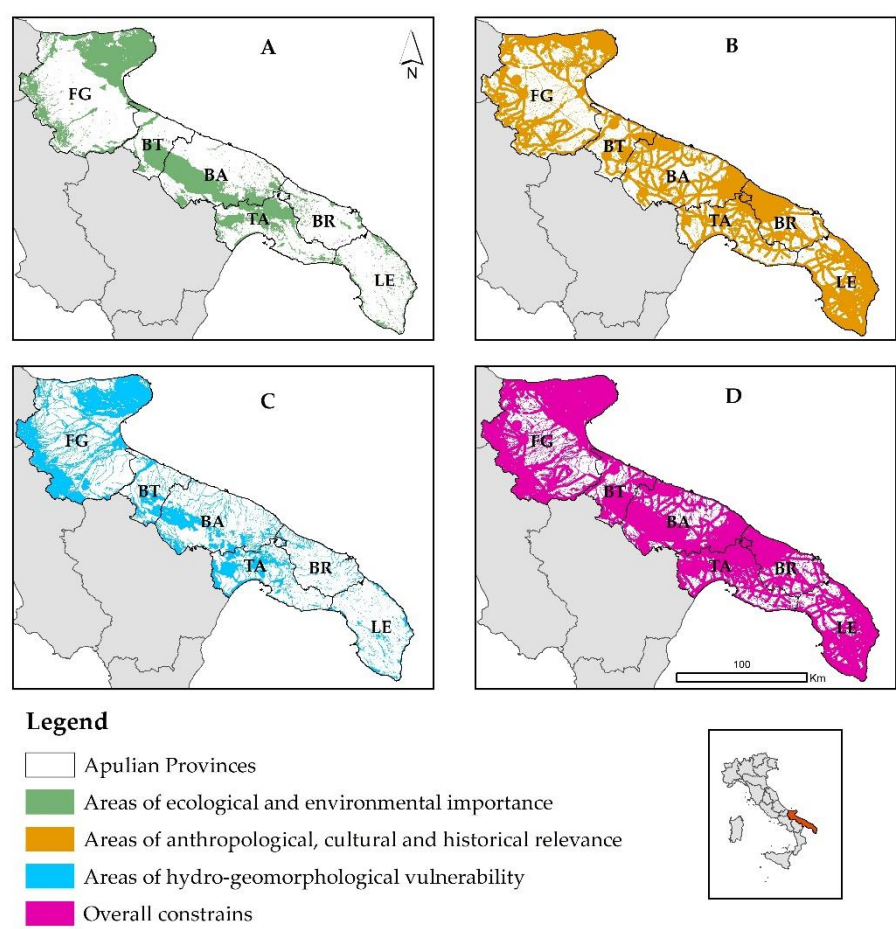 A
N
FG
BT
BA
TA
BR
LE
B
FG
BT
BA
TA
BR
LE
C
FG
BT
BA
TA
BR
LE
D
FG
BT
BA
TA
BR
LE
100
Km
Legend
Apulian Provinces
Areas of ecological and environmental importance
Areas of anthropological, cultural and historical relevance
Areas of hydro-geomorphological vulnerability
Overall constrains